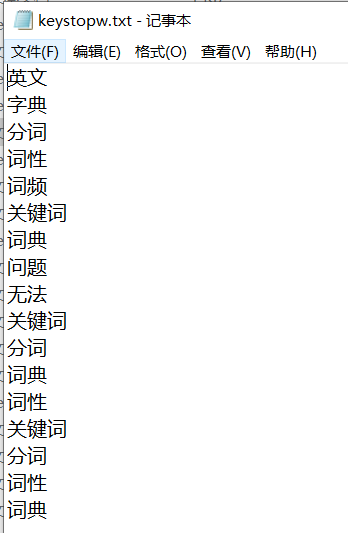 keystopw.txt - 记事本
文件(F) 编辑(E) 格式(O) 查看(V) 帮助(H)
英文
字典
分词
词性
词频
关键词
词典
问题
无法
关键词
分词
词典
词性
关键词
分词
词性
词典